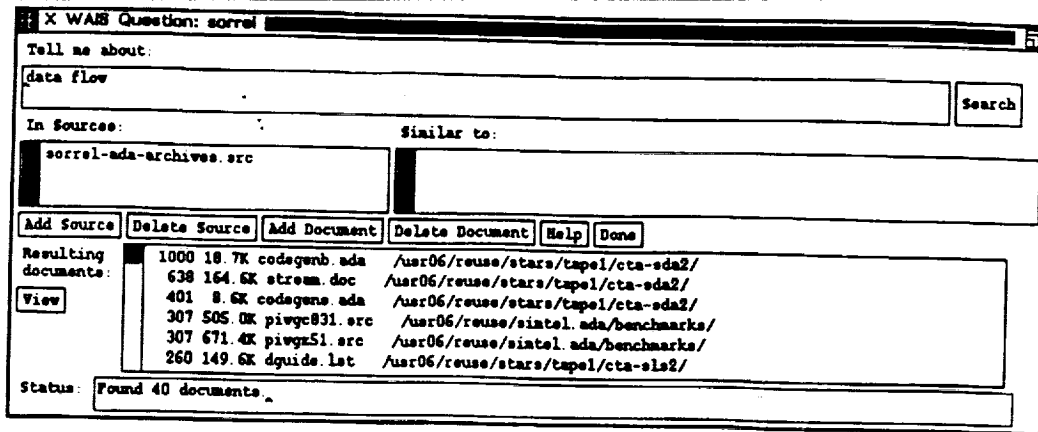 X WAIS Question: sorrel
Tell me about:
data flow
Search
In Sources:
Similar to:
sorrel-ada-archives.src
Add Source Delete Source Add Document Delete Document Help Done
Resulting documents:
View
1000 18.7K codegenb.ada /usr06/reuse/stars/tape1/cta-sda2/
638 164.6K stream.doc /usr06/reuse/stars/tape1/cta-sda2/
401 8.6K codegens.ada /usr06/reuse/stars/tape1/cta-sda2/
307 505.0K piwgc831.src /usr06/reuse/simtel.ada/benchmarks/
307 671.4K piwgz51.src /usr06/reuse/simtel.ada/benchmarks/
260 149.6K dguide.lst /usr06/reuse/stars/tape1/cta-sls2/
Status: Found 40 documents.